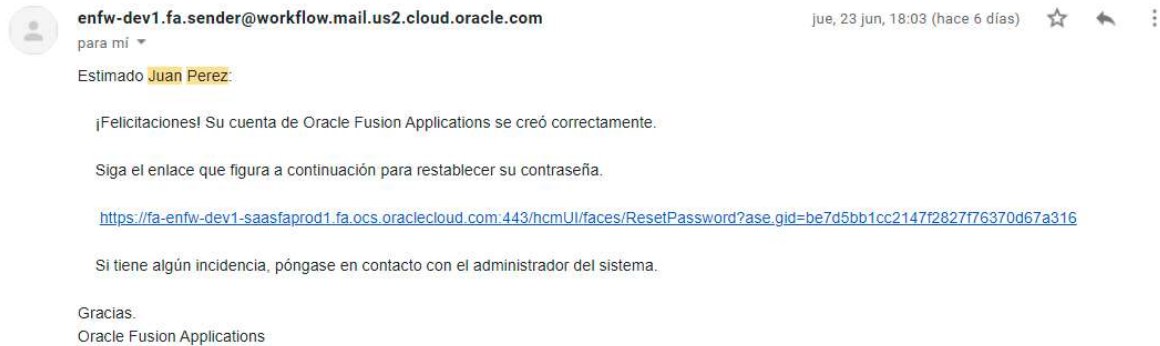 enfw-dev1.fa.sender@workflow.mail.us2.cloud.oracle.com jue, 23 jun, 18:03 (hace 6 días)
para mí
Estimado Juan Perez:
¡Felicitaciones! Su cuenta de Oracle Fusion Applications se creó correctamente.
Siga el enlace que figura a continuación para restablecer su contraseña.
https://fa-enfw-dev1-saasfaprod1.fa.ocs.oraclecloud.com:443/hcmUI/faces/ResetPassword?ase.gid=be7d5bb1cc2147f2827f76370d67a316
Si tiene algún incidencia, póngase en contacto con el administrador del sistema.
Gracias.
Oracle Fusion Applications